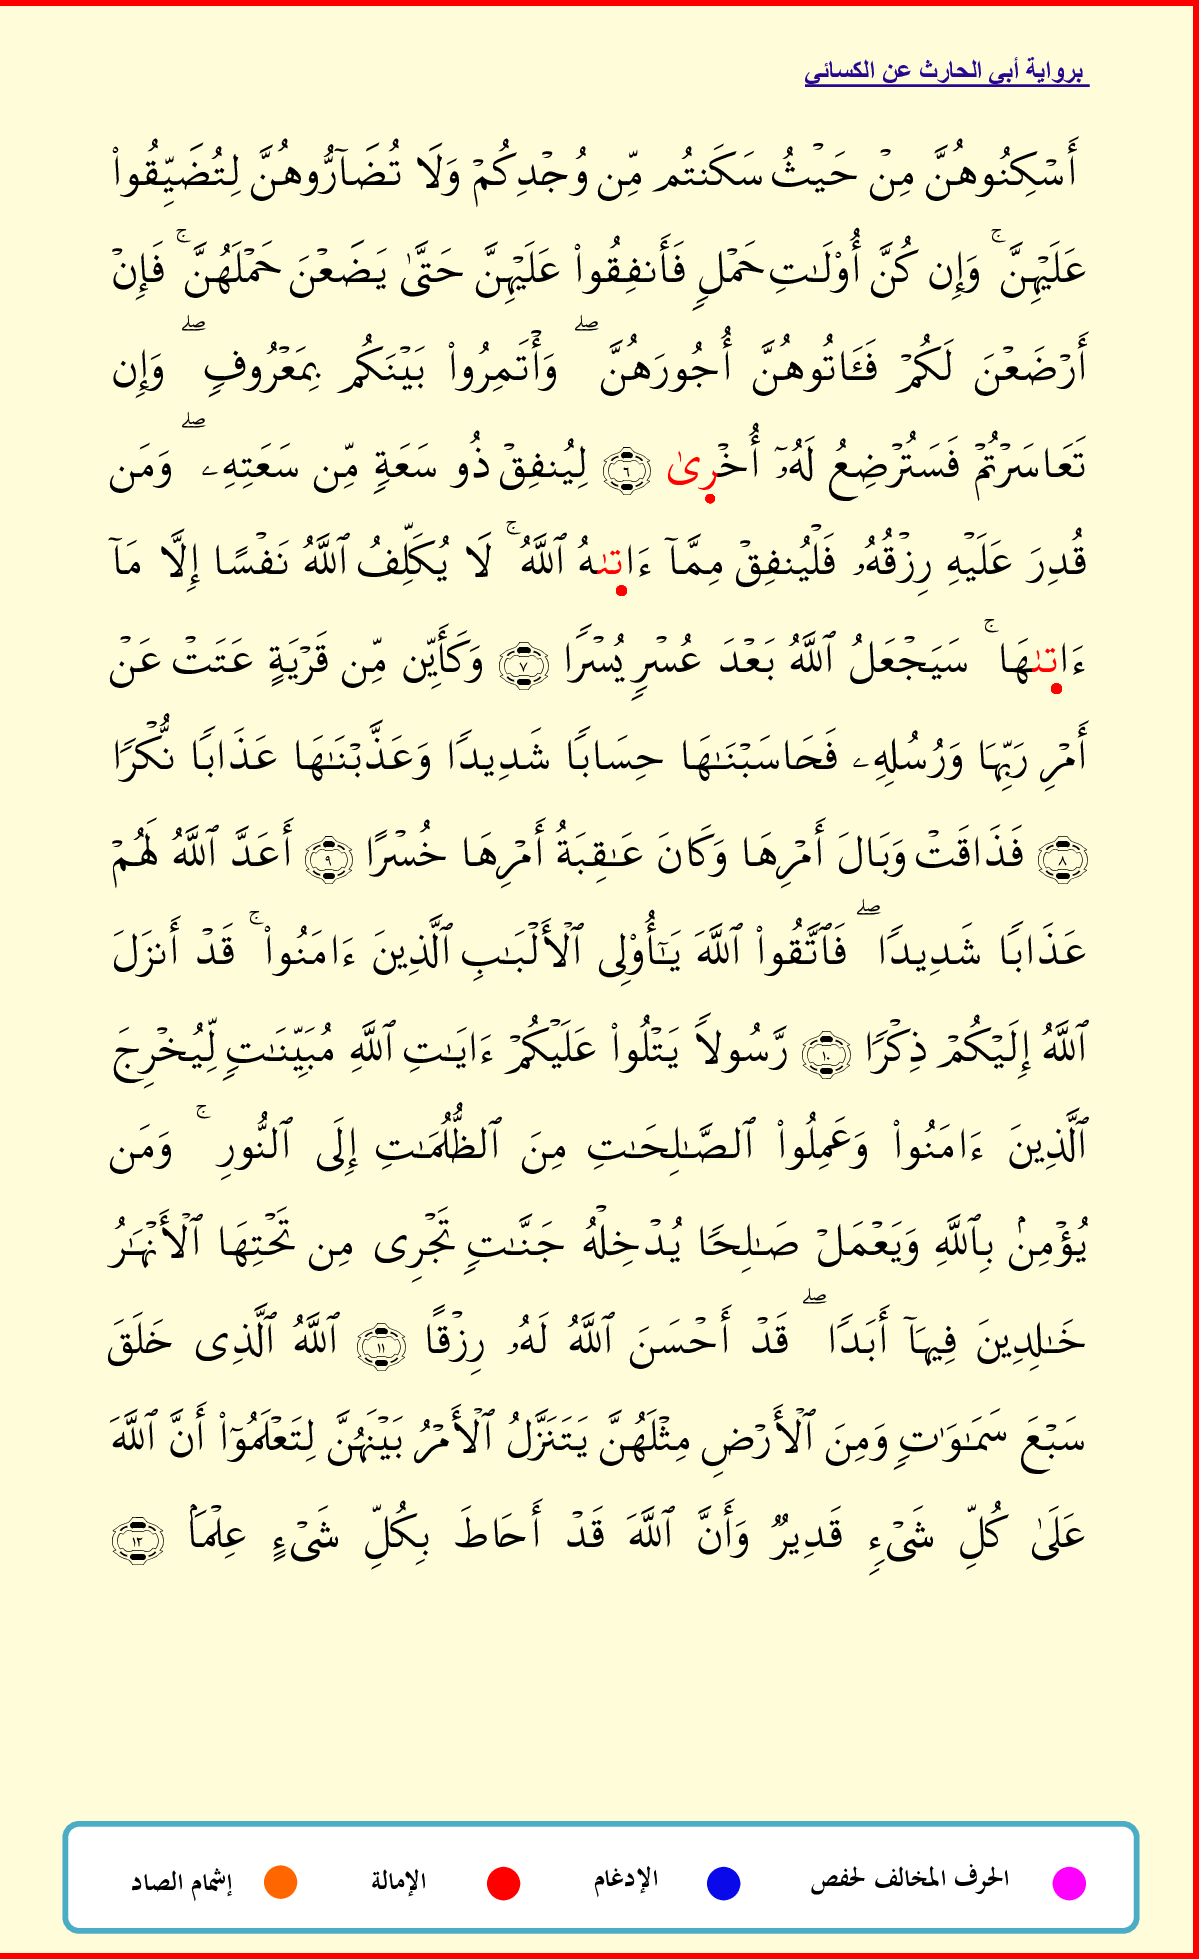 برواية أبي الحارث عن الكسائي
أَسْكِنُوهُنَّ مِنْ حَيْثُ سَكَنتُم مِّن وُجْدِكُمْ وَلَا تُضَآرُّوهُنَّ لِتُضَيِّقُوا۟
عَلَيْهِنَّ ۚ وَإِن كُنَّ أُو۟لَـٰتِ حَمْلٍ فَأَنفِقُوا۟ عَلَيْهِنَّ حَتَّىٰ يَضَعْنَ حَمْلَهُنَّ ۚ فَإِنْ
أَرْضَعْنَ لَكُمْ فَـَٔاتُوهُنَّ أُجُورَهُنَّ ۖ وَأْتَمِرُوا۟ بَيْنَكُم بِمَعْرُوفٍ ۖ وَإِن
تَعَاسَرْتُمْ فَسَتُرْضِعُ لَهُۥٓ أُخْرِىٰ ٦ لِيُنفِقْ ذُو سَعَةٍ مِّن سَعَتِهِۦ ۖ وَمَن
قُدِرَ عَلَيْهِ رِزْقُهُۥ فَلْيُنفِقْ مِمَّآ ءَاتىٰهُ ٱللَّهُ ۚ لَا يُكَلِّفُ ٱللَّهُ نَفْسًا إِلَّا مَآ
ءَاتىٰهَا ۚ سَيَجْعَلُ ٱللَّهُ بَعْدَ عُسْرٍ يُسْرًا ٧ وَكَأَيِّن مِّن قَرْيَةٍ عَتَتْ عَنْ
أَمْرِ رَبِّهَا وَرُسُلِهِۦ فَحَاسَبْنَـٰهَا حِسَابًا شَدِيدًا وَعَذَّبْنَـٰهَا عَذَابًا نُّكْرًا
٨ فَذَاقَتْ وَبَالَ أَمْرِهَا وَكَانَ عَـٰقِبَةُ أَمْرِهَا خُسْرًا ٩ أَعَدَّ ٱللَّهُ لَهُمْ
عَذَابًا شَدِيدًا ۖ فَٱتَّقُوا۟ ٱللَّهَ يَـٰٓأُو۟لِى ٱلْأَلْبَـٰبِ ٱلَّذِينَ ءَامَنُوا۟ ۚ قَدْ أَنزَلَ
ٱللَّهُ إِلَيْكُمْ ذِكْرًا ١٠ رَّسُولًا يَتْلُوا۟ عَلَيْكُمْ ءَايَـٰتِ ٱللَّهِ مُبَيِّنَـٰتٍ لِّيُخْرِجَ
ٱلَّذِينَ ءَامَنُوا۟ وَعَمِلُوا۟ ٱلصَّـٰلِحَـٰتِ مِنَ ٱلظُّلُمَـٰتِ إِلَى ٱلنُّورِ ۚ وَمَن
يُؤْمِنۢ بِٱللَّهِ وَيَعْمَلْ صَـٰلِحًا يُدْخِلْهُ جَنَّـٰتٍ تَجْرِى مِن تَحْتِهَا ٱلْأَنْهَـٰرُ
خَـٰلِدِينَ فِيهَآ أَبَدًا ۖ قَدْ أَحْسَنَ ٱللَّهُ لَهُۥ رِزْقًا ١١ ٱللَّهُ ٱلَّذِى خَلَقَ
سَبْعَ سَمَـٰوَٰتٍ وَمِنَ ٱلْأَرْضِ مِثْلَهُنَّ يَتَنَزَّلُ ٱلْأَمْرُ بَيْنَهُنَّ لِتَعْلَمُوٓا۟ أَنَّ ٱللَّهَ
عَلَىٰ كُلِّ شَىْءٍ قَدِيرٌ وَأَنَّ ٱللَّهَ قَدْ أَحَاطَ بِكُلِّ شَىْءٍ عِلْمَۢا ١٢
الحرف المخالف لحفص الإدغام الإمالة إشمام الصاد